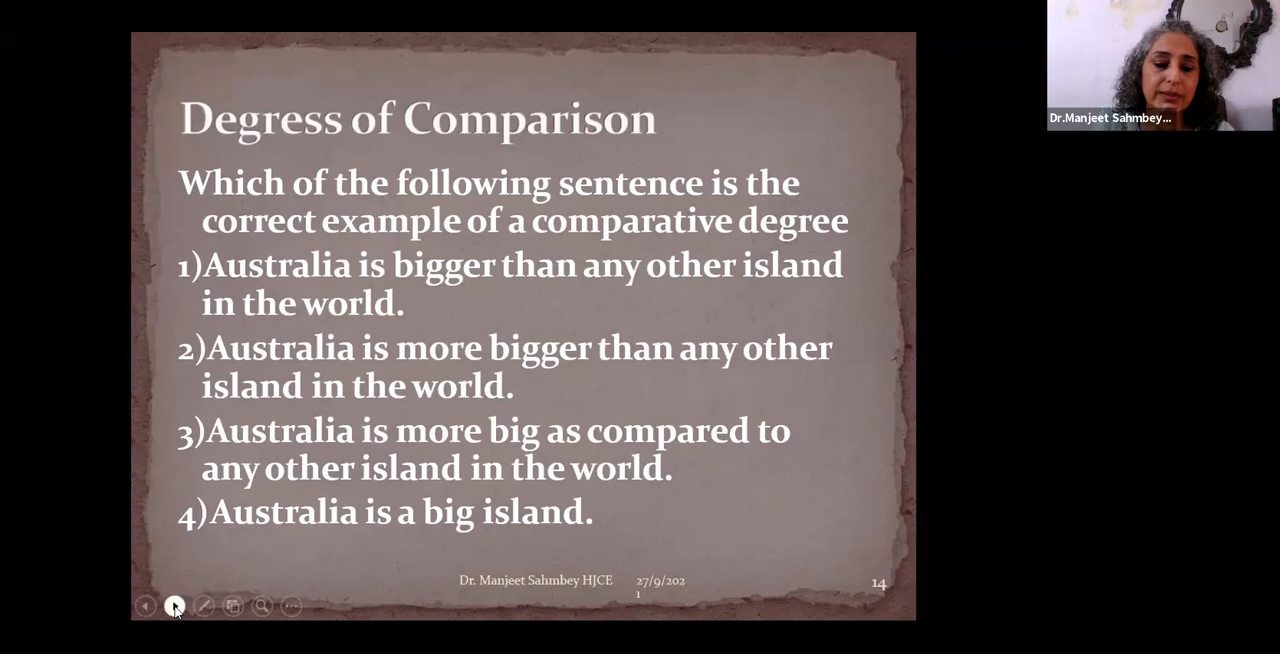 Degress of Comparison
Which of the following sentence is the
correct example of a comparative degree
1)Australia is bigger than any other island
in the world.
2)Australia is more bigger than any other
island in the world.
3)Australia is more big as compared to
any other island in the world.
4)Australia is a big island.
Dr. Manjeet Sahmbey HJCE
27/9/202
1
14
Dr.Manjeet Sahmbey...